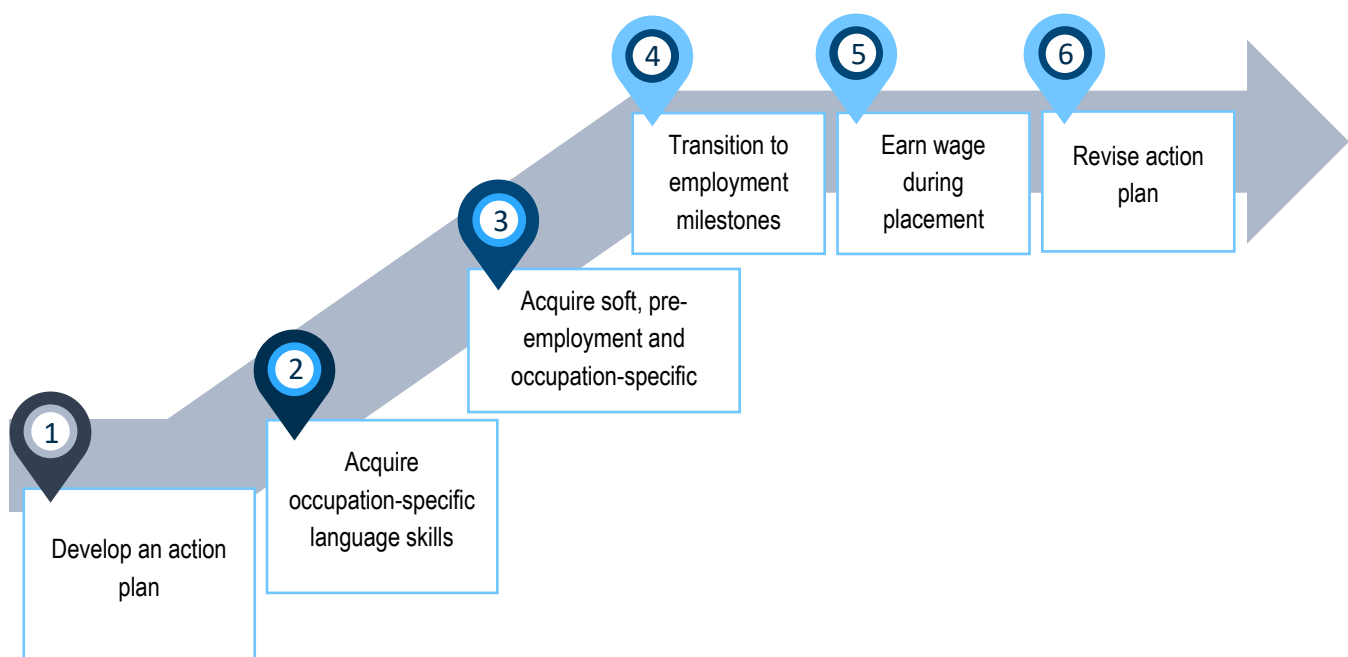 1
Develop an action
plan
2
Acquire
occupation-specific
language skills
3
Acquire soft, pre-
employment and
occupation-specific
4
Transition to
employment
milestones
5
Earn wage
during
placement
6
Revise action
plan